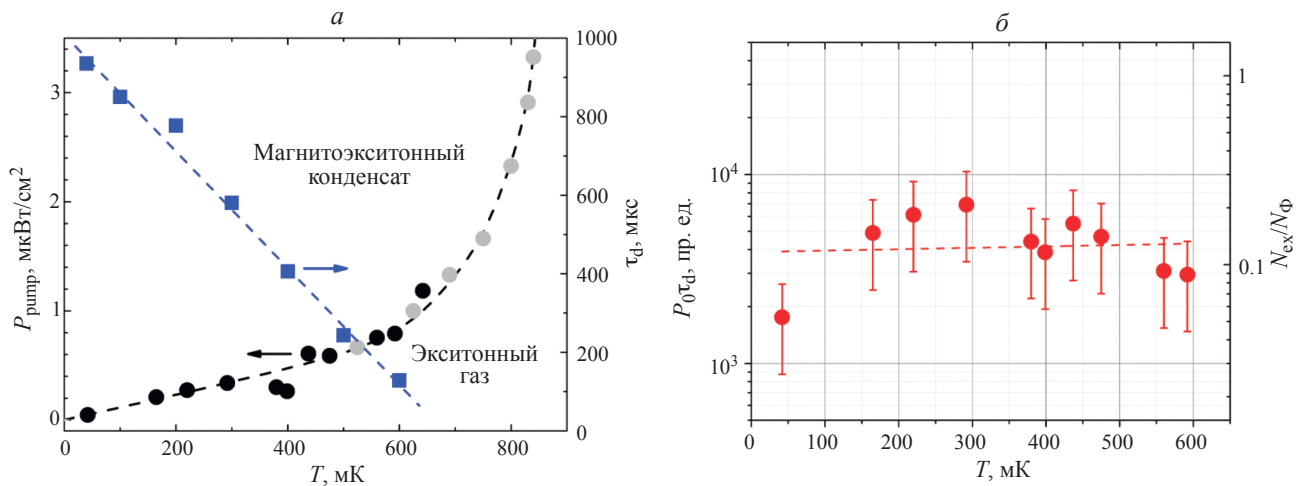 а
3
2
1
0
P_pump, мкВт/см²
1000
800
600
400
200
0
τ_d, мкс
Магнитоэкситонный
конденсат
Экситонный
газ
0
200
400
600
800
T, мК
б
10⁴
10³
P₀τ_d, пр. ед.
1
0.1
N_ex/N_Ф
0
100
200
300
400
500
600
T, мК